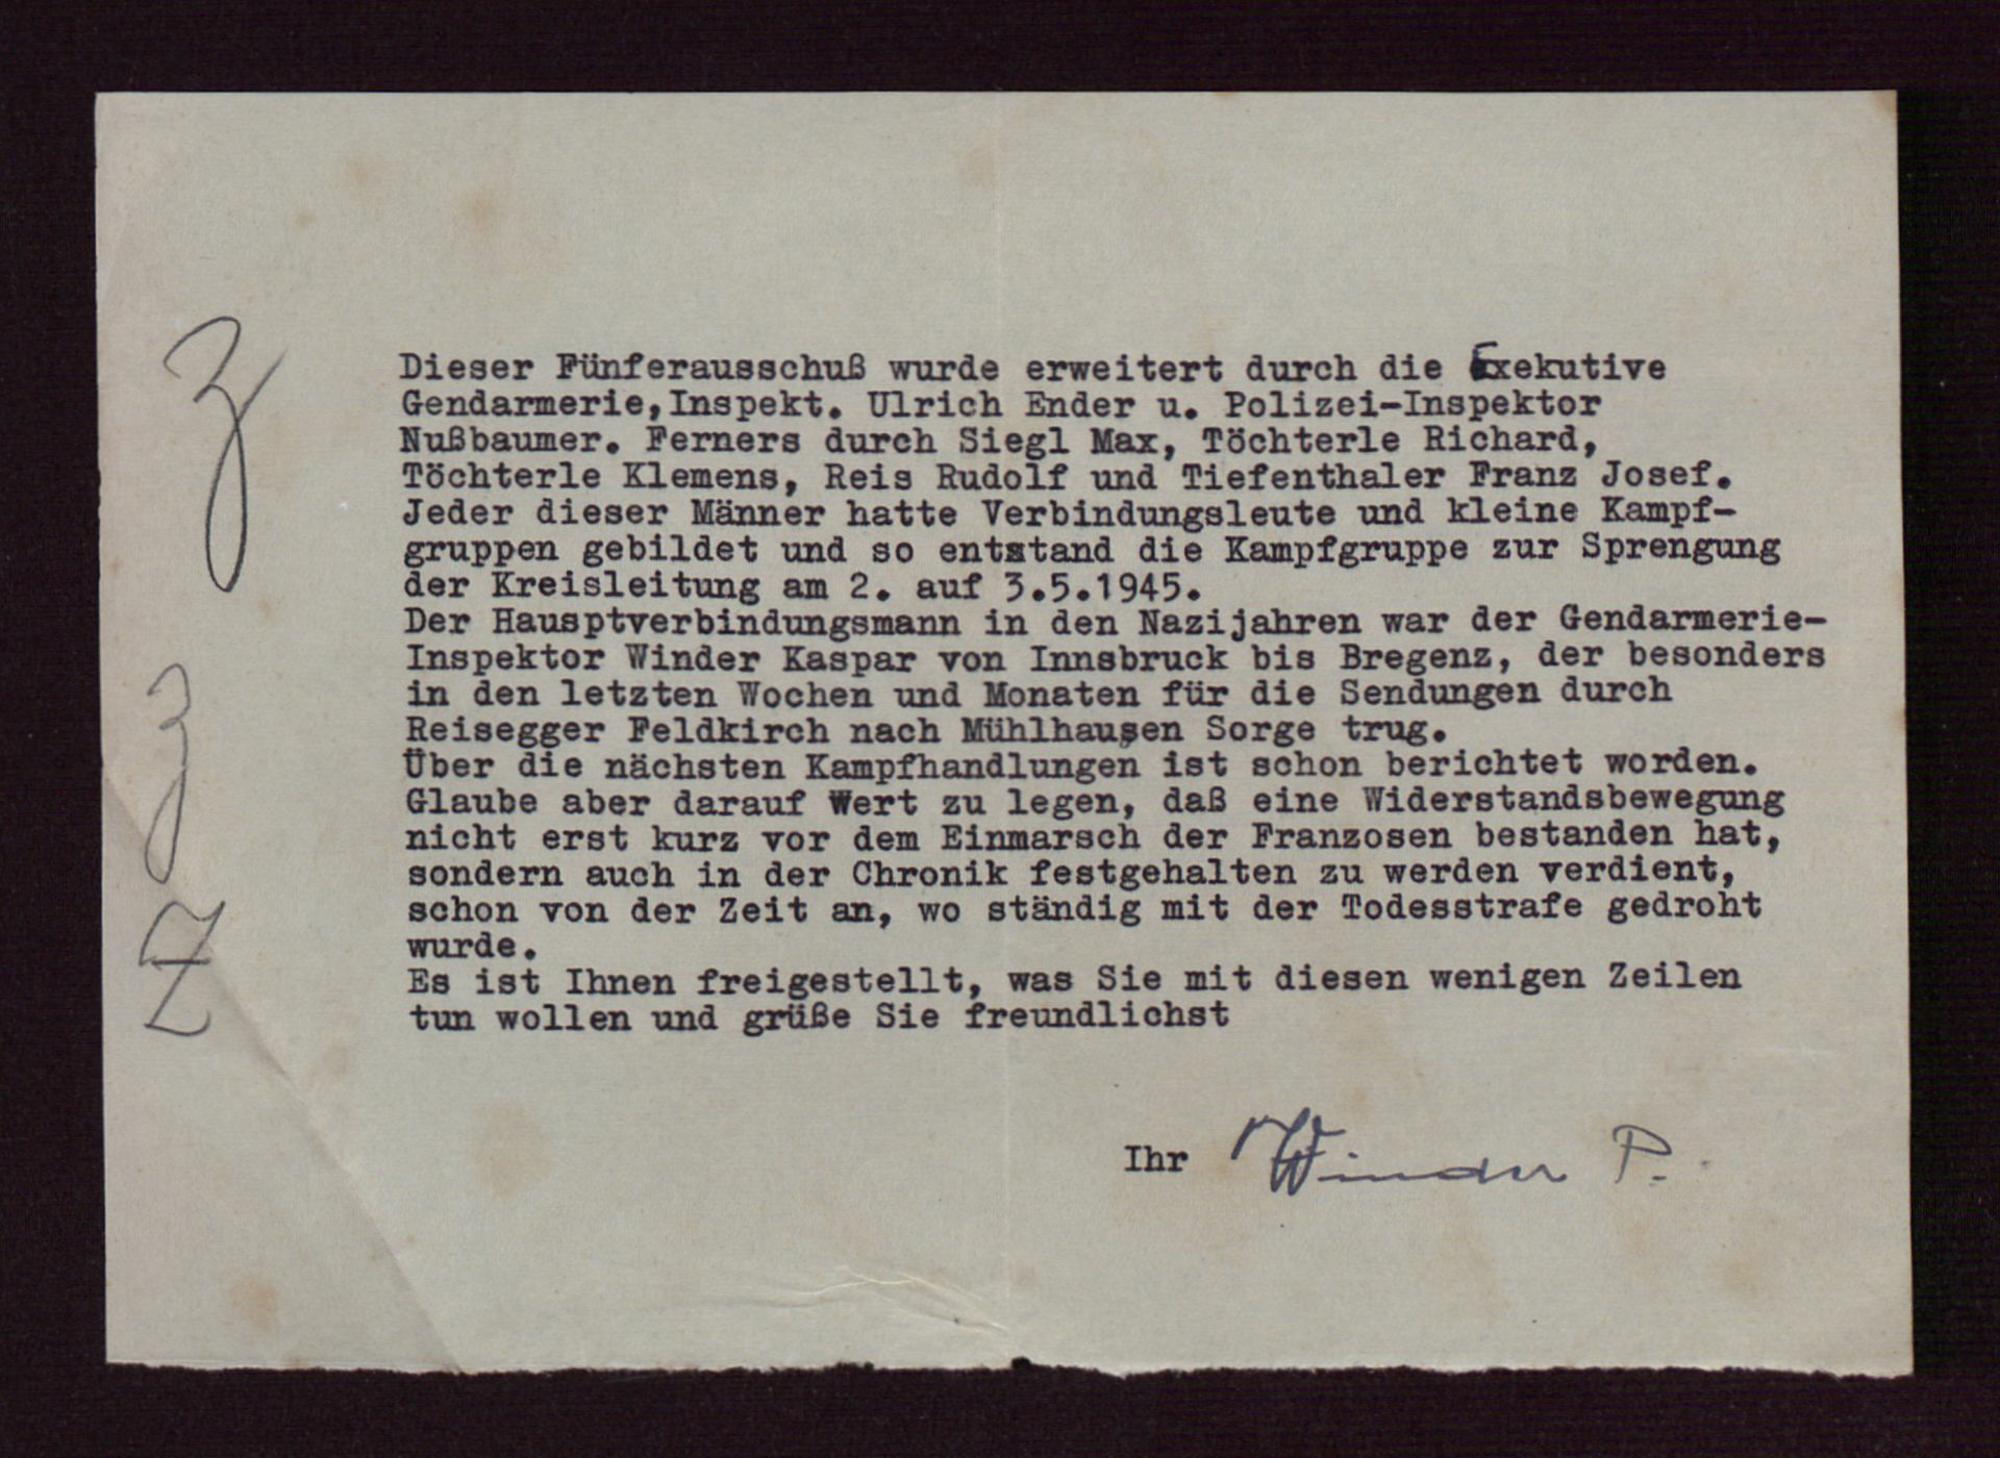 Dieser Fünferausschuß wurde erweitert durch die Exekutive
Gendarmerie,Inspekt. Ulrich Ender u. Polizei-Inspektor
Nußbaumer. Ferners durch Siegl Max, Töchterle Richard,
Töchterle Klemens, Reis Rudolf und Tiefenthaler Franz Josef.
Jeder dieser Männer hatte Verbindungsleute und kleine Kampf-
gruppen gebildet und so entstand die Kampfgruppe zur Sprengung
der Kreisleitung am 2. auf 3.5.1945.
Der Hausptverbindungsmann in den Nazijahren war der Gendarmerie-
Inspektor Winder Kaspar von Innsbruck bis Bregenz, der besonders
in den letzten Wochen und Monaten für die Sendungen durch
Reisegger Feldkirch nach Mühlhausen Sorge trug.
Über die nächsten Kampfhandlungen ist schon berichtet worden.
Glaube aber darauf Wert zu legen, daß eine Widerstandsbewegung
nicht erst kurz vor dem Einmarsch der Franzosen bestanden hat,
sondern auch in der Chronik festgehalten zu werden verdient,
schon von der Zeit an, wo ständig mit der Todesstrafe gedroht
wurde.
Es ist Ihnen freigestellt, was Sie mit diesen wenigen Zeilen
tun wollen und grüße Sie freundlichst
Ihr Winder P.